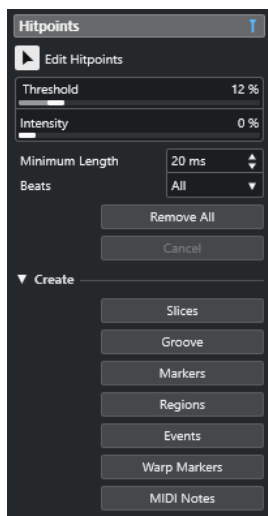 Hitpoints
Edit Hitpoints
Threshold 12 %
Intensity 0 %
Minimum Length 20 ms
Beats All
Remove All
Cancel
Create
Slices
Groove
Markers
Regions
Events
Warp Markers
MIDI Notes